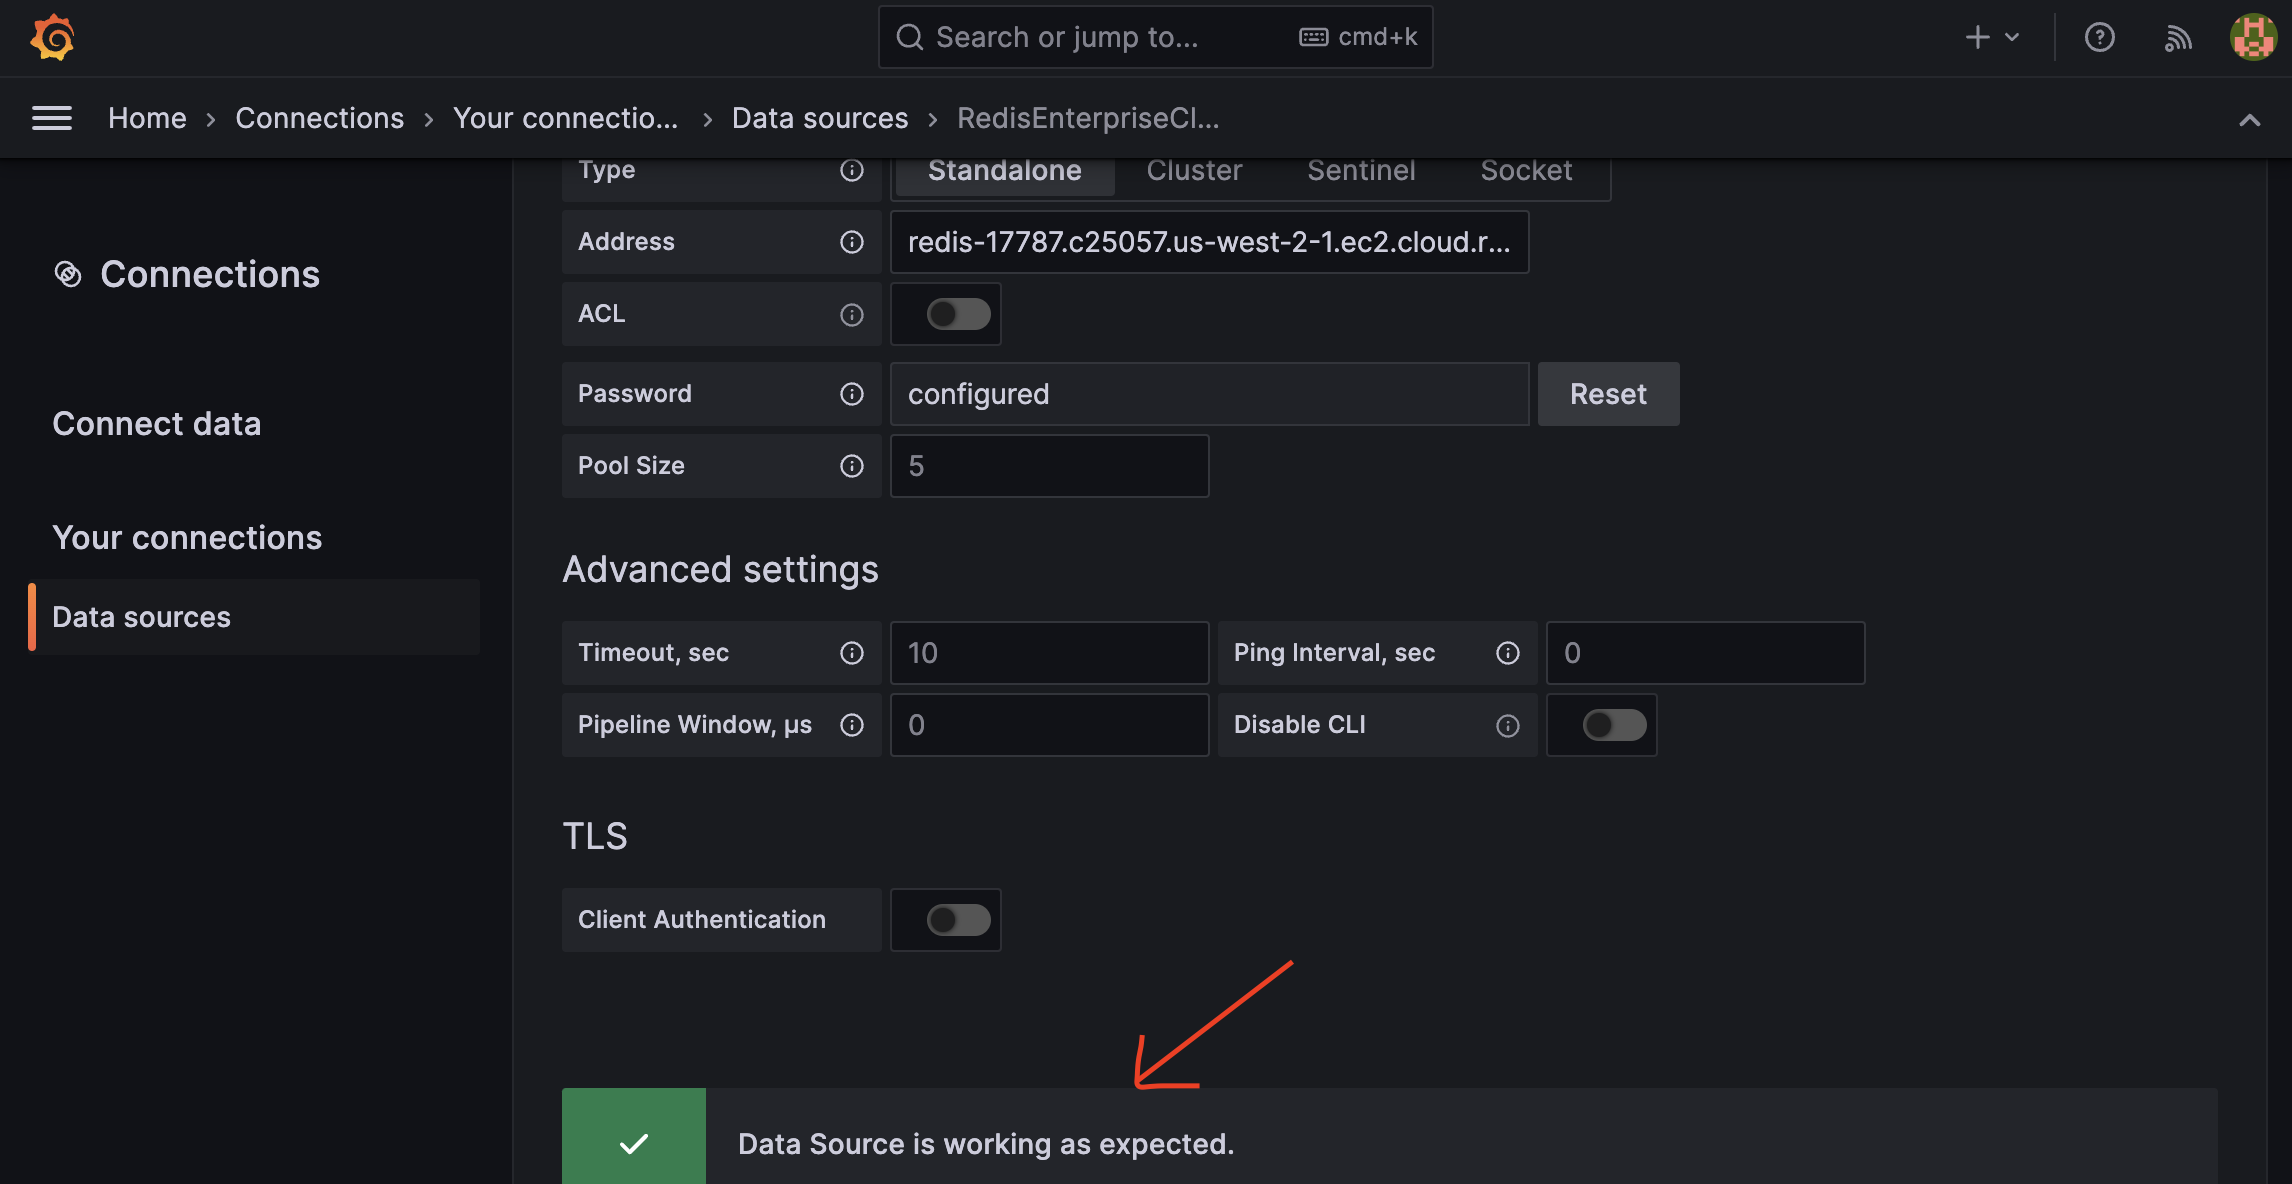 Search or jump to... cmd+k
Home › Connections › Your connectio... › Data sources › RedisEnterpriseCl...
Connections
Connect data
Your connections
Data sources
Type Standalone Cluster Sentinel Socket
Address redis-17787.c25057.us-west-2-1.ec2.cloud.r...
ACL
Password configured Reset
Pool Size 5
Advanced settings
Timeout, sec 10 Ping Interval, sec 0
Pipeline Window, μs 0 Disable CLI
TLS
Client Authentication
Data Source is working as expected.